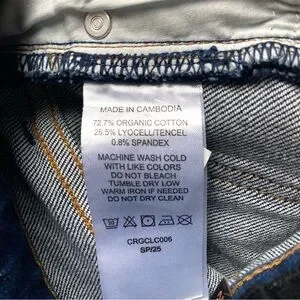 MADE IN CAMBODIA
72.7% ORGANIC COTTON
26.5% LYOCELL/TENCEL
0.8% SPANDEX
MACHINE WASH COLD
WITH LIKE COLORS
DO NOT BLEACH
TUMBLE DRY LOW
WARM IRON IF NEEDED
DO NOT DRY CLEAN
CRGCLC006
SP/25